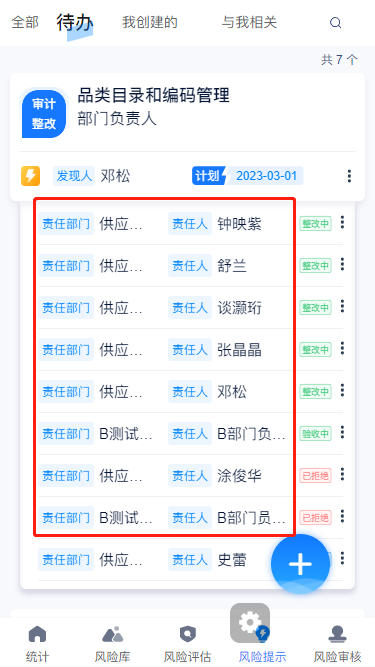 全部 待办 我创建的 与我相关
共 7 个
审计整改
品类目录和编码管理
部门负责人
发现人 邓松 计划 2023-03-01
责任部门 供应... 责任人 钟映紫 整改中
责任部门 供应... 责任人 舒兰 整改中
责任部门 供应... 责任人 谈灏珩 整改中
责任部门 供应... 责任人 张晶晶 整改中
责任部门 供应... 责任人 邓松 整改中
责任部门 B测试... 责任人 B部门负... 验收中
责任部门 供应... 责任人 涂俊华 已拒绝
责任部门 B测试... 责任人 B部门员... 已拒绝
责任部门 供应... 责任人 史蕾
统计 风险库 风险评估 风险提示 风险审核